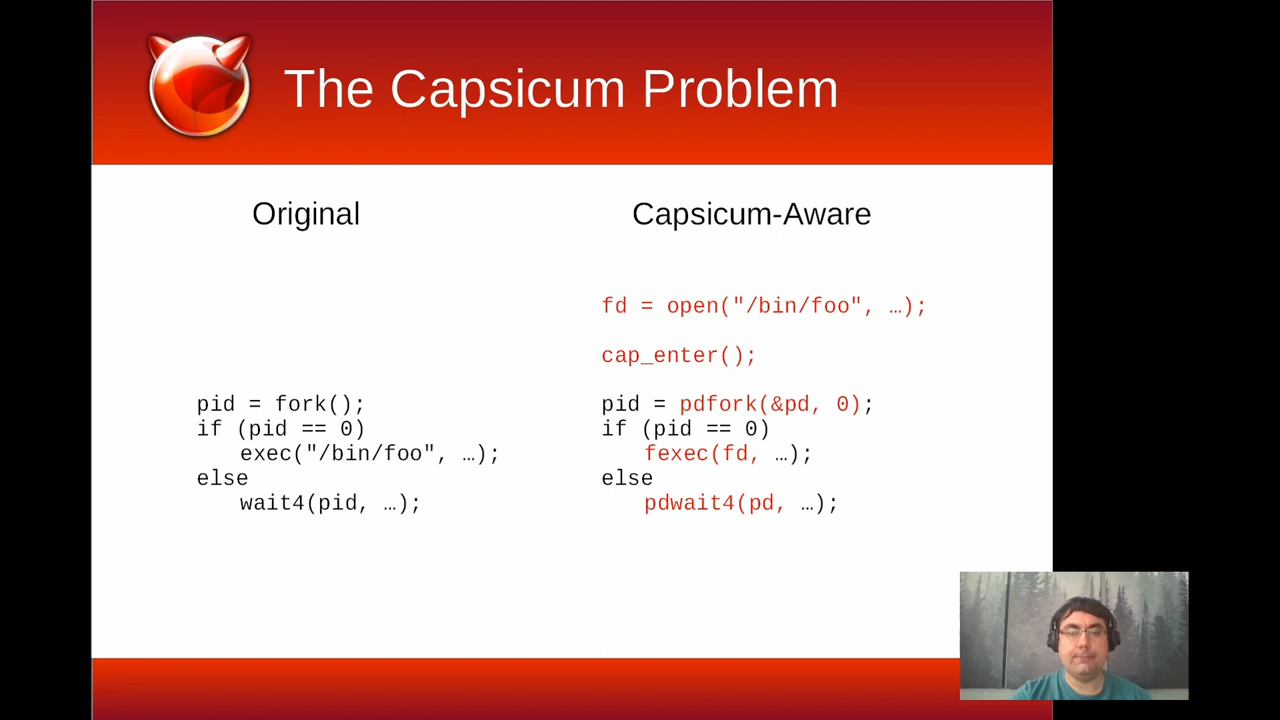 The Capsicum Problem
Original
pid = fork();
if (pid == 0)
exec("/bin/foo", …);
else
wait4(pid, …);
Capsicum-Aware
fd = open("/bin/foo", …);
cap_enter();
pid = pdfork(&pd, 0);
if (pid == 0)
fexec(fd, …);
else
pdwait4(pd, …);